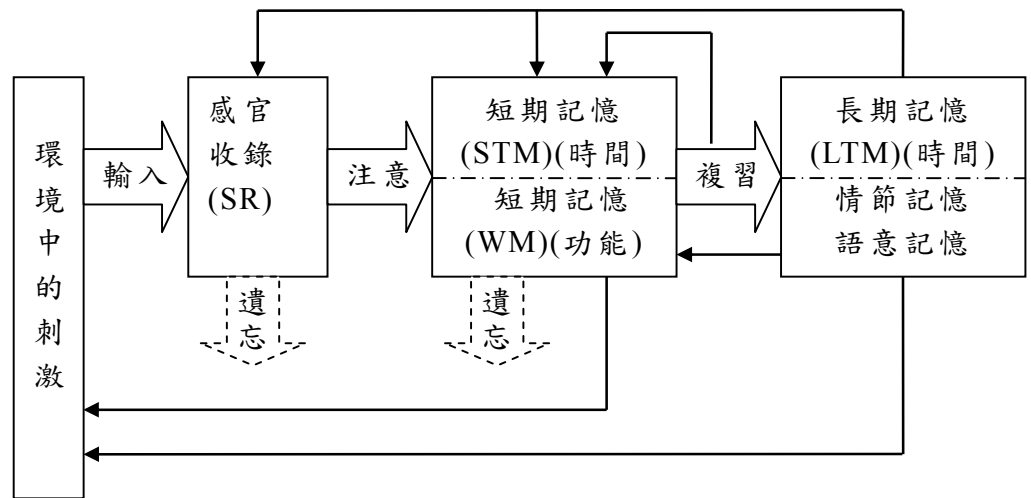 環境中的刺激
輸入
感官
收錄
(SR)
注意
短期記憶
(STM)(時間)
短期記憶
(WM)(功能)
複習
長期記憶
(LTM)(時間)
情節記憶
語意記憶
遺忘
遺忘